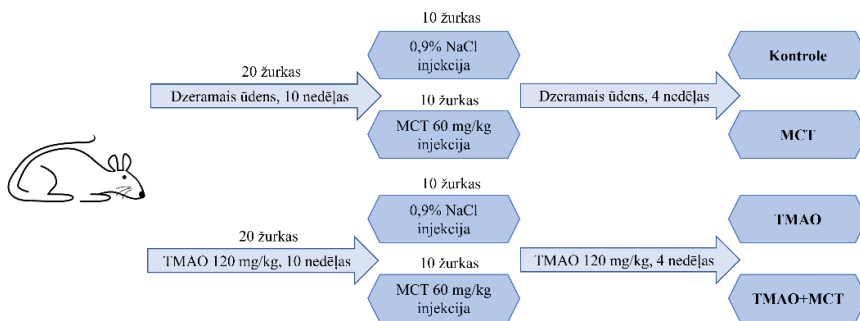 10 žurkas
0,9% NaCl
injekcija
Kontrole
20 žurkas
Dzeramais ūdens, 10 nedēļas
Dzeramais ūdens, 4 nedēļas
10 žurkas
MCT 60 mg/kg
injekcija
MCT
10 žurkas
0,9% NaCl
injekcija
TMAO
20 žurkas
TMAO 120 mg/kg, 10 nedēļas
TMAO 120 mg/kg, 4 nedēļas
10 žurkas
MCT 60 mg/kg
injekcija
TMAO+MCT